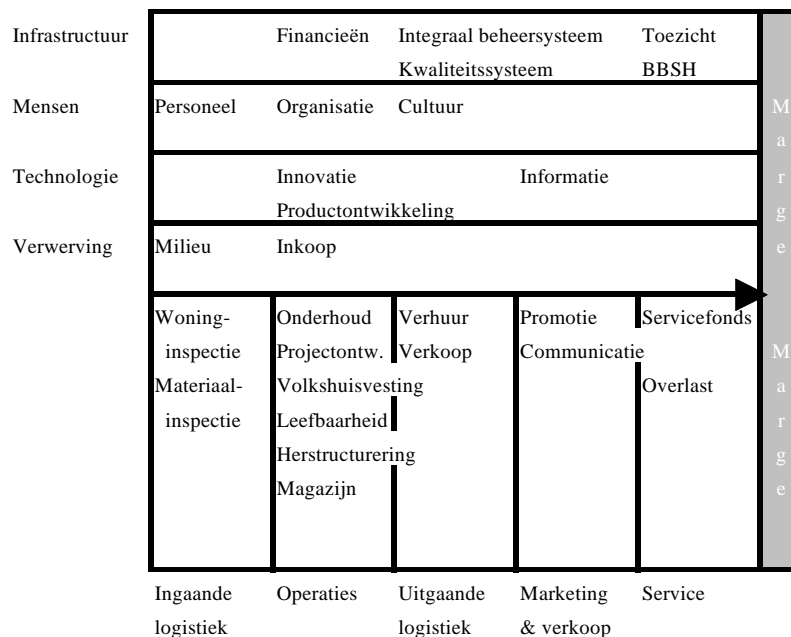 Infrastructuur Financieën Integraal beheersysteem Toezicht
Kwaliteitssysteem BBSH
Mensen Personeel Organisatie Cultuur
Technologie Innovatie Informatie
Productontwikkeling
Verwerving Milieu Inkoop
Marge
Woning- Onderhoud Verhuur Promotie Servicefonds
inspectie Projectontw. Verkoop Communicatie
Materiaal- Volkshuisvesting Overlast
inspectie Leefbaarheid
Herstructurering
Magazijn
Marge
Ingaande Operaties Uitgaande Marketing Service
logistiek logistiek & verkoop